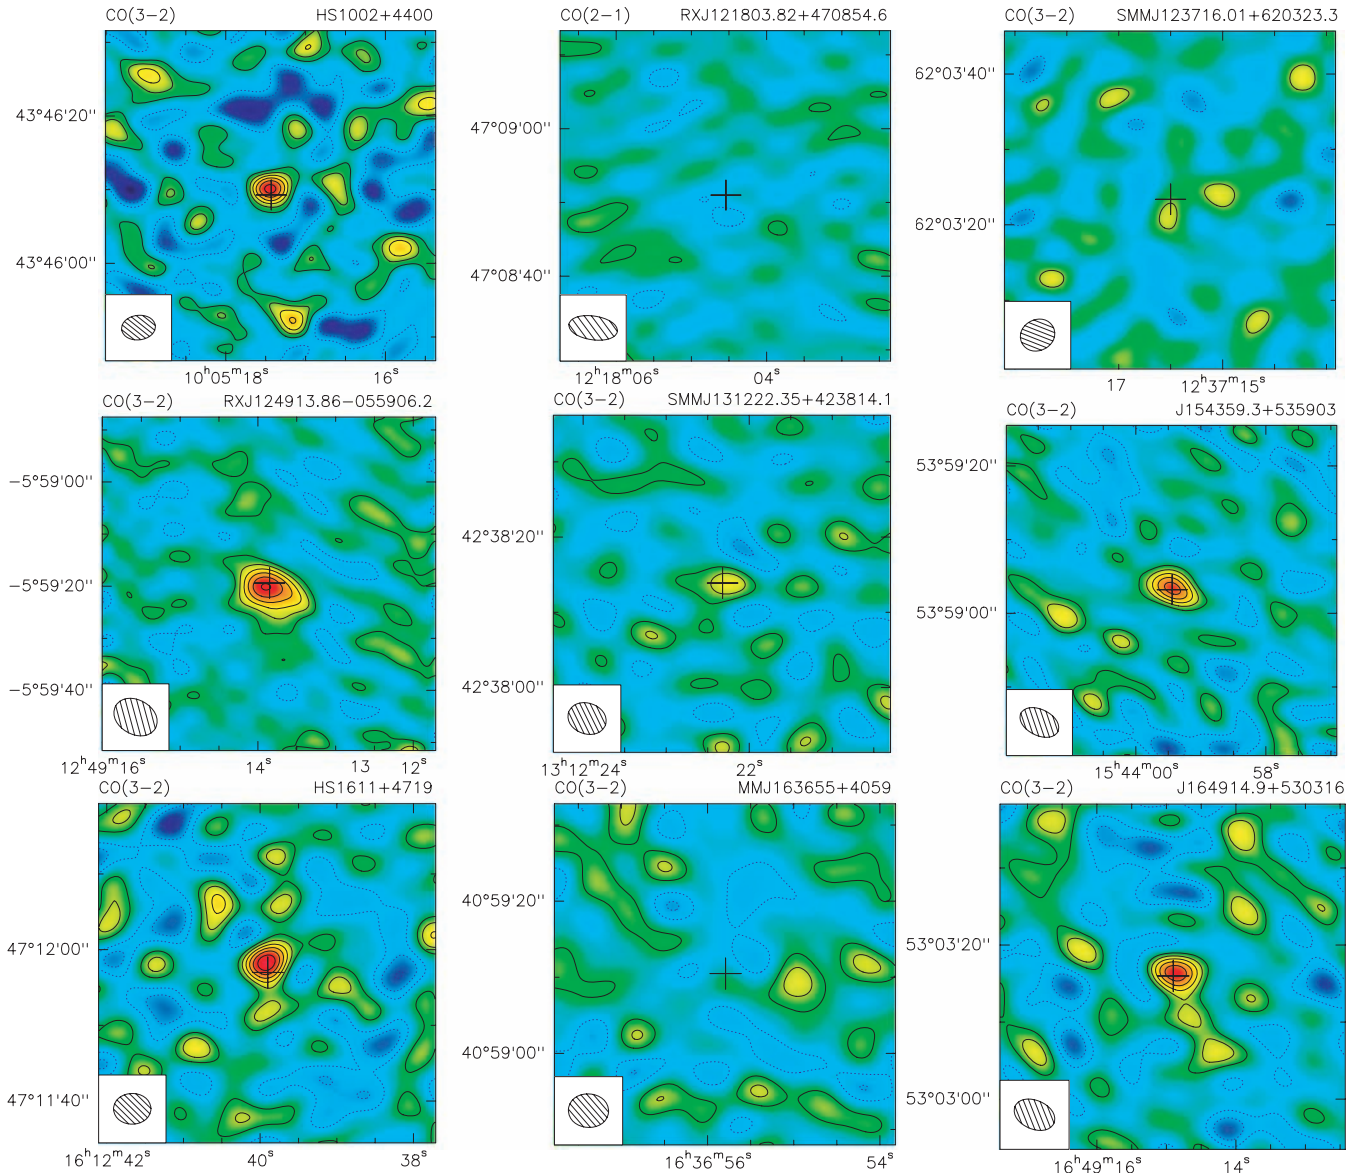 CO(3−2) HS1002+4400
43°46'20''
43°46'00''
10ʰ05ᵐ18ˢ 16ˢ
CO(2−1) RXJ121803.82+470854.6
47°09'00''
47°08'40''
12ʰ18ᵐ06ˢ 04ˢ
CO(3−2) SMMJ123716.01+620323.3
62°03'40''
62°03'20''
17 12ʰ37ᵐ15ˢ
CO(3−2) RXJ124913.86−055906.2
−5°59'00''
−5°59'20''
−5°59'40''
12ʰ49ᵐ16ˢ 14ˢ 13 12ˢ
CO(3−2) SMMJ131222.35+423814.1
42°38'20''
42°38'00''
13ʰ12ᵐ24ˢ 22ˢ
CO(3−2) J154359.3+535903
53°59'20''
53°59'00''
15ʰ44ᵐ00ˢ 58ˢ
CO(3−2) HS1611+4719
47°12'00''
47°11'40''
16ʰ12ᵐ42ˢ 40ˢ 38ˢ
CO(3−2) MMJ163655+4059
40°59'20''
40°59'00''
16ʰ36ᵐ56ˢ 54ˢ
CO(3−2) J164914.9+530316
53°03'20''
53°03'00''
16ʰ49ᵐ16ˢ 14ˢ